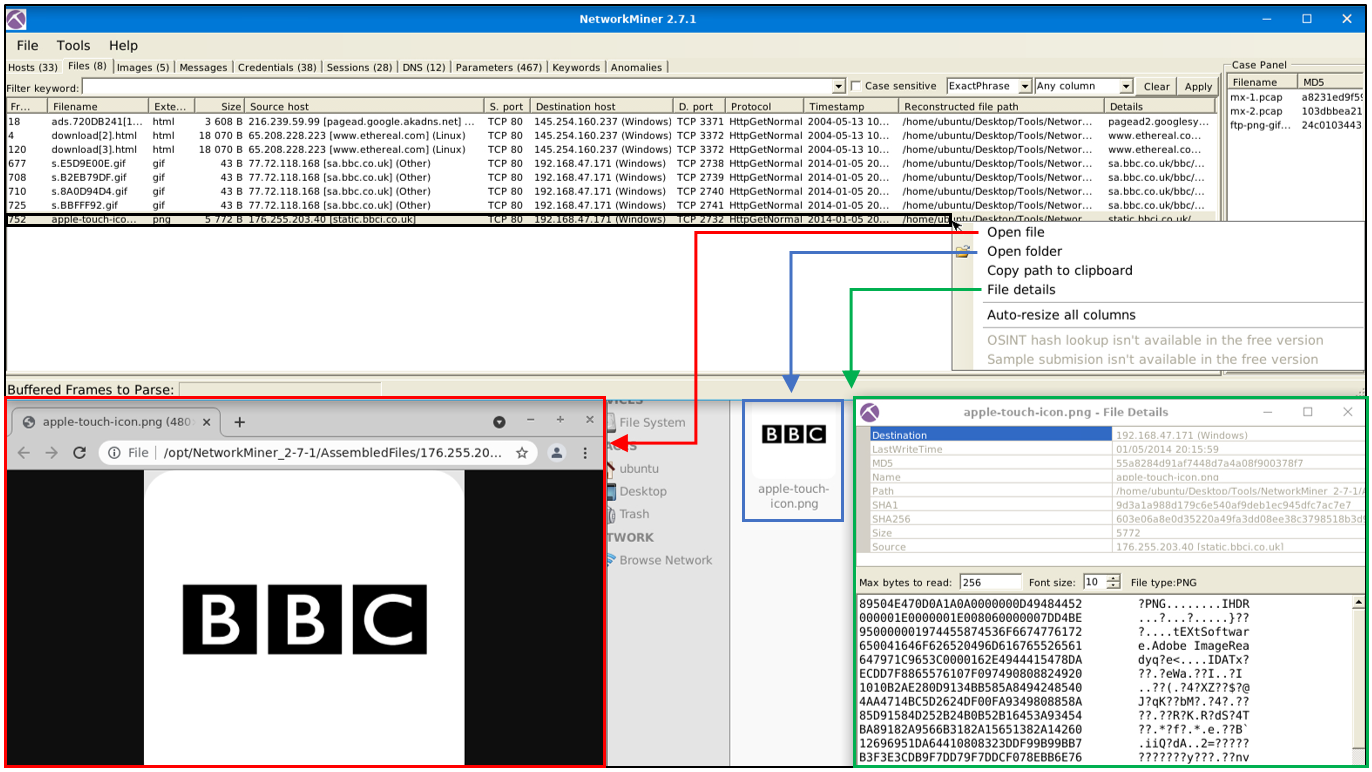 NetworkMiner 2.7.1
File Tools Help
Hosts (33) Files (8) Images (5) Messages Credentials (38) Sessions (28) DNS (12) Parameters (467) Keywords Anomalies
Case Panel
Filter keyword: Case sensitive ExactPhrase Any column Clear Apply
Filename MD5
Fr... Filename Exte... Size Source host S. port Destination host D. port Protocol Timestamp Reconstructed file path Details
mx-1.pcap a8231ed9f5
mx-2.pcap 103dbbea21
ftp-png-gif... 24c0103443
18 ads.720DB241[1... html 3 608 B 216.239.59.99 [pagead.google.akadns.net] ... TCP 80 145.254.160.237 (Windows) TCP 3371 HttpGetNormal 2004-05-13 10... /home/ubuntu/Desktop/Tools/Networ... pagead2.googlesy...
4 download[2].html html 18 070 B 65.208.228.223 [www.ethereal.com] (Linux) TCP 80 145.254.160.237 (Windows) TCP 3372 HttpGetNormal 2004-05-13 10... /home/ubuntu/Desktop/Tools/Networ... www.ethereal.co...
120 download[3].html html 18 070 B 65.208.228.223 [www.ethereal.com] (Linux) TCP 80 145.254.160.237 (Windows) TCP 3372 HttpGetNormal 2004-05-13 10... /home/ubuntu/Desktop/Tools/Networ... www.ethereal.co...
677 s.E5D9E00E.gif gif 43 B 77.72.118.168 [sa.bbc.co.uk] (Other) TCP 80 192.168.47.171 (Windows) TCP 2738 HttpGetNormal 2014-01-05 20... /home/ubuntu/Desktop/Tools/Networ... sa.bbc.co.uk/bbc/...
708 s.B2EB79DF.gif gif 43 B 77.72.118.168 [sa.bbc.co.uk] (Other) TCP 80 192.168.47.171 (Windows) TCP 2739 HttpGetNormal 2014-01-05 20... /home/ubuntu/Desktop/Tools/Networ... sa.bbc.co.uk/bbc/...
710 s.8A0D94D4.gif gif 43 B 77.72.118.168 [sa.bbc.co.uk] (Other) TCP 80 192.168.47.171 (Windows) TCP 2740 HttpGetNormal 2014-01-05 20... /home/ubuntu/Desktop/Tools/Networ... sa.bbc.co.uk/bbc/...
725 s.BBFFF92.gif gif 43 B 77.72.118.168 [sa.bbc.co.uk] (Other) TCP 80 192.168.47.171 (Windows) TCP 2741 HttpGetNormal 2014-01-05 20... /home/ubuntu/Desktop/Tools/Networ... sa.bbc.co.uk/bbc/...
752 apple-touch-ico... png 5 772 B 176.255.203.40 [static.bbci.co.uk] TCP 80 192.168.47.171 (Windows) TCP 2732 HttpGetNormal 2014-01-05 20... /home/ubuntu/Desktop/Tools/Networ... static.bbci.co.uk/
Open file
Open folder
Copy path to clipboard
File details
Auto-resize all columns
OSINT hash lookup isn't available in the free version
Sample submision isn't available in the free version
Buffered Frames to Parse:
apple-touch-icon.png (480
File /opt/NetworkMiner_2-7-1/AssembledFiles/176.255.20...
BBC
File System
ubuntu
Desktop
Trash
TWORK
Browse Network
BBC
apple-touch-
icon.png
apple-touch-icon.png - File Details
Destination 192.168.47.171 (Windows)
LastWriteTime 01/05/2014 20:15:59
MD5 55a8284d91af7448d7a4a08f900378f7
Name apple-touch-icon.png
Path /home/ubuntu/Desktop/Tools/NetworkMiner_2-7-1/
SHA1 9d3a1a988d179c6e540af9deb1ec945dfc7ac7e7
SHA256 603e06a8e0d35220a49fa3dd08ee38c3798518b3d
Size 5772
Source 176.255.203.40 [static.bbci.co.uk]
Max bytes to read: 256 Font size: 10 File type:PNG
89504E470D0A1A0A0000000D49484452 ?PNG........IHDR
000001E0000001E008060000007DD4BE ...?...?.....}??
950000001974455874536F6674776172 ?....tEXtSoftwar
650041646F626520496D616765526561 e.Adobe ImageRea
647971C9653C0000162E4944415478DA dyq?e<....IDATx?
ECDD7F8865576107F097490808824920 ??.?eWa.??I..?I
1010B2AE280D9134BB585A8494248540 ..??(.?4?XZ??$?@
4AA4714BC5D2624DF00FA9349808858A J?qK??bM?.?4?.??
85D91584D252B24B0B52B16453A93454 ??.??R?K.R?dS?4T
BA89182A9566B3182A15651382A14260 ??.*?f?.*.e.??B`
12696951DA64410808323DDF99B99BB7 .iiQ?dA..2=?????
B3F3E3CDB9F7DD79F7DDCF078EBB6E76 ???????y???.??nv